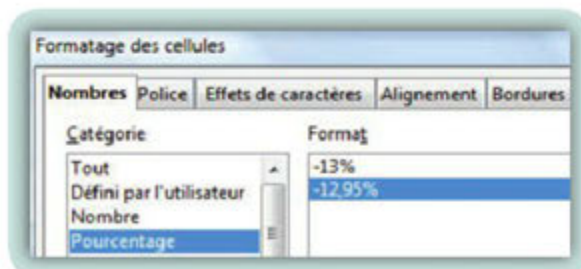 Formatage des cellules
Nombres Police Effets de caractères Alignement Bordures
Catégorie Format
Tout -13%
Défini par l'utilisateur -12,95%
Nombre
Pourcentage